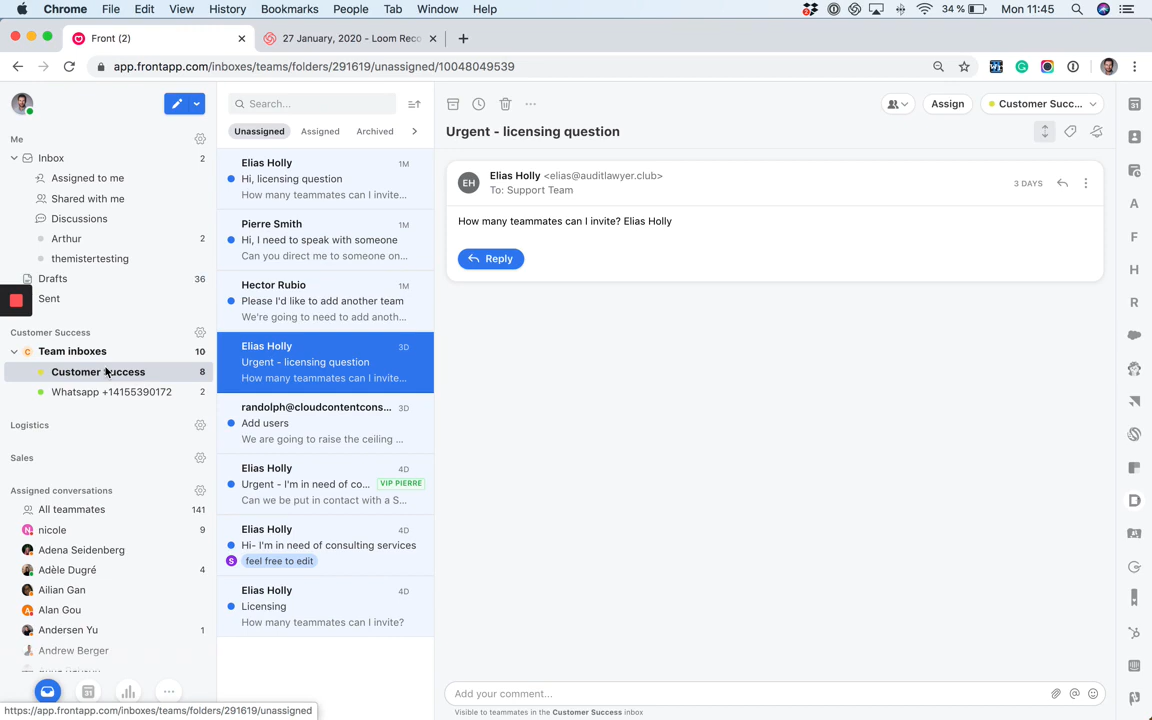 Chrome File Edit View History Bookmarks People Tab Window Help 34 % Mon 11:45
Front (2)
27 January, 2020 - Loom Reco
app.frontapp.com/inboxes/teams/folders/291619/unassigned/10048049539
Me
Inbox 2
Assigned to me
Shared with me
Discussions
Arthur 2
themistertesting
Drafts 36
Sent
Customer Success
Team inboxes 10
Customer Success 8
Whatsapp +14155390172 2
Logistics
Sales
Assigned conversations
All teammates 141
nicole 9
Adena Seidenberg
Adèle Dugré 4
Ailian Gan
Alan Gou
Andersen Yu 1
Andrew Berger
https://app.frontapp.com/inboxes/teams/folders/291619/unassigned
Search...
Unassigned Assigned Archived
Elias Holly 1M
Hi, licensing question
How many teammates can I invite...
Pierre Smith 1M
Hi, I need to speak with someone
Can you direct me to someone on...
Hector Rubio 1M
Please I'd like to add another team
We're going to need to add anoth...
Elias Holly 3D
Urgent - licensing question
How many teammates can I invite...
randolph@cloudcontentcons... 3D
Add users
We are going to raise the ceiling ...
Elias Holly 4D
Urgent - I'm in need of co... VIP PIERRE
Can we be put in contact with a S...
Elias Holly 4D
Hi- I'm in need of consulting services
S feel free to edit
Elias Holly 4D
Licensing
How many teammates can I invite?
Assign
Customer Succ...
Urgent - licensing question
EH
Elias Holly <elias@auditlawyer.club>
To: Support Team
3 DAYS
How many teammates can I invite? Elias Holly
Reply
Add your comment...
Visible to teammates in the Customer Success inbox
31
A
F
H
R